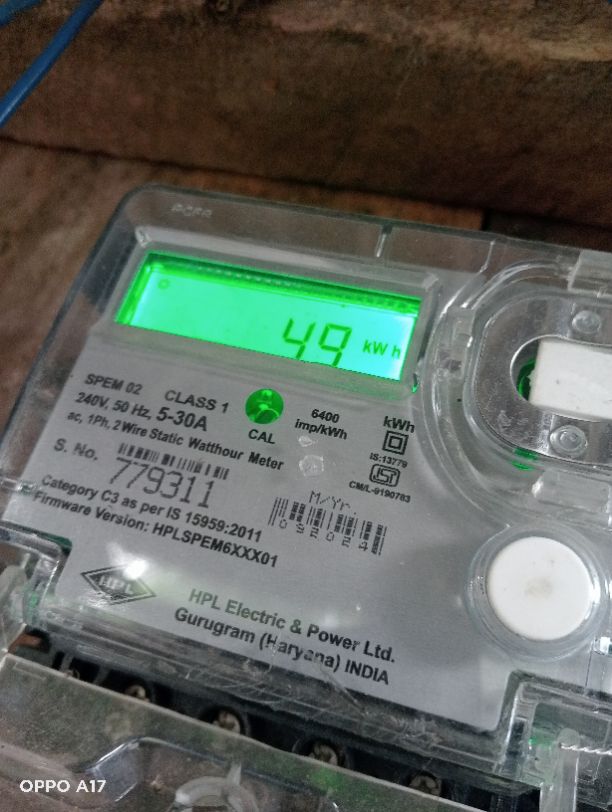 49 kWh
SPEM 02 CLASS 1
240V, 50 Hz, 5-30A
ac, 1Ph, 2 Wire Static Watthour Meter
CAL
6400
imp/kWh
kWh
IS:13779
CM/L-9190783
S. No.
779311
M/Yr.
Category C3 as per IS 15959:2011
Firmware Version: HPLSPEM6XXX01
HPL
HPL Electric & Power Ltd.
Gurugram (Haryana) INDIA
OPPO A17